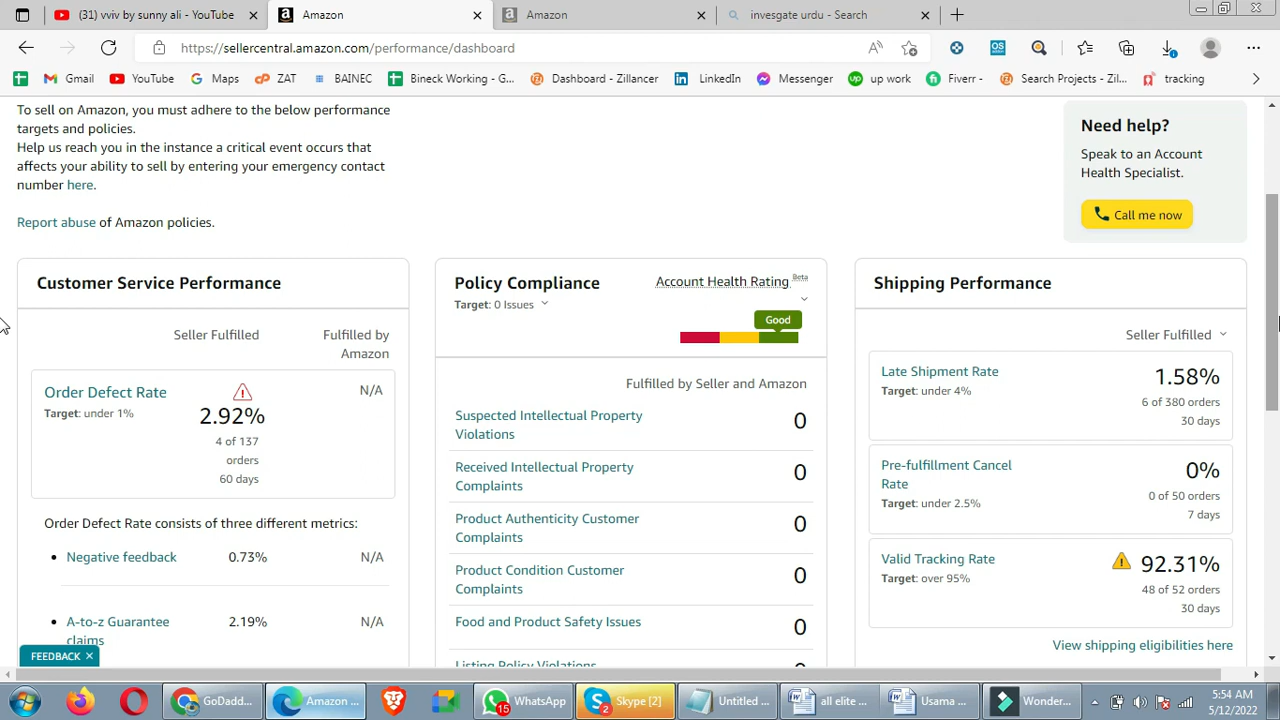 (31) vviv by sunny ali - YouTube
Amazon
Amazon
invesgate urdu - Search
https://sellercentral.amazon.com/performance/dashboard
Gmail
YouTube
Maps
ZAT
BAINEC
Bineck Working - G...
Dashboard - Zillancer
LinkedIn
Messenger
up work
Fiverr -
Search Projects - Zil...
tracking
To sell on Amazon, you must adhere to the below performance
targets and policies.
Help us reach you in the instance a critical event occurs that
affects your ability to sell by entering your emergency contact
number here.
Report abuse of Amazon policies.
Need help?
Speak to an Account
Health Specialist.
Call me now
Customer Service Performance
Seller Fulfilled
Fulfilled by
Amazon
Order Defect Rate
Target: under 1%
2.92%
4 of 137
orders
60 days
N/A
Order Defect Rate consists of three different metrics:
Negative feedback 0.73% N/A
A-to-z Guarantee
claims
2.19% N/A
FEEDBACK ×
Policy Compliance
Target: 0 Issues
Account Health Rating Beta
Good
Fulfilled by Seller and Amazon
Suspected Intellectual Property
Violations
0
Received Intellectual Property
Complaints
0
Product Authenticity Customer
Complaints
0
Product Condition Customer
Complaints
0
Food and Product Safety Issues 0
Listing Policy Violations 0
Shipping Performance
Seller Fulfilled
Late Shipment Rate
Target: under 4%
1.58%
6 of 380 orders
30 days
Pre-fulfillment Cancel
Rate
Target: under 2.5%
0%
0 of 50 orders
7 days
Valid Tracking Rate
Target: over 95%
92.31%
48 of 52 orders
30 days
View shipping eligibilities here
GoDadd...
Amazon ...
15
WhatsApp
2
Skype [2]
Untitled ...
all elite ...
Usama ...
Wonder...
5:54 AM
5/12/2022